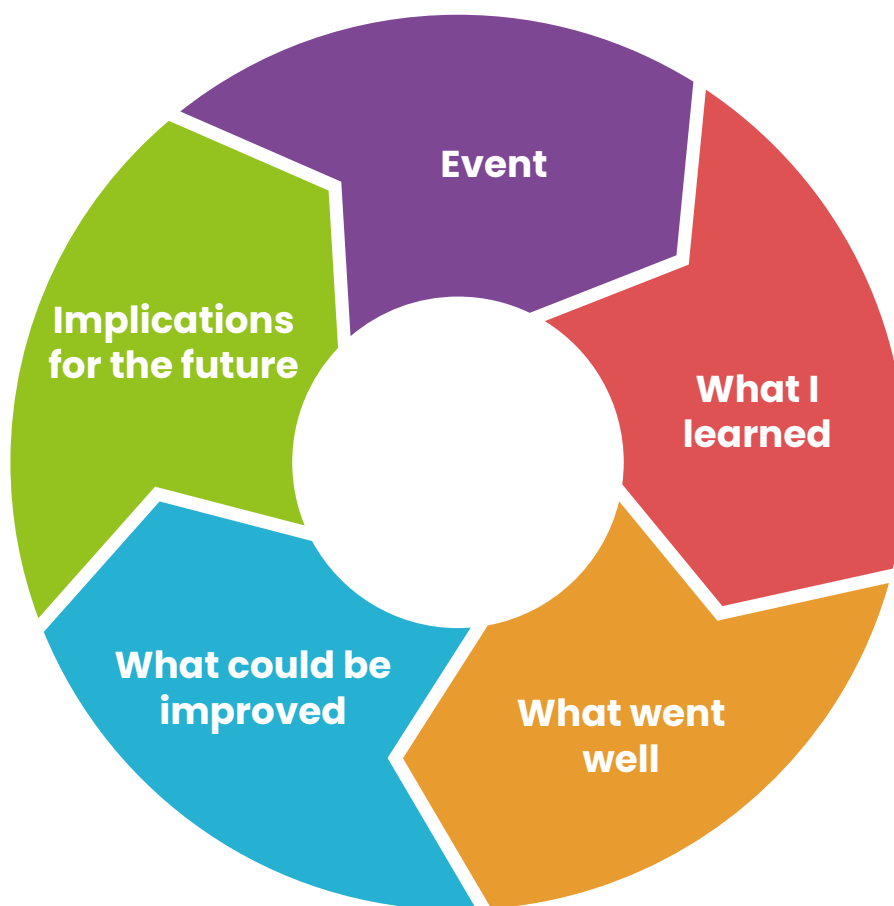 Event
What I
learned
What went
well
What could be
improved
Implications
for the future